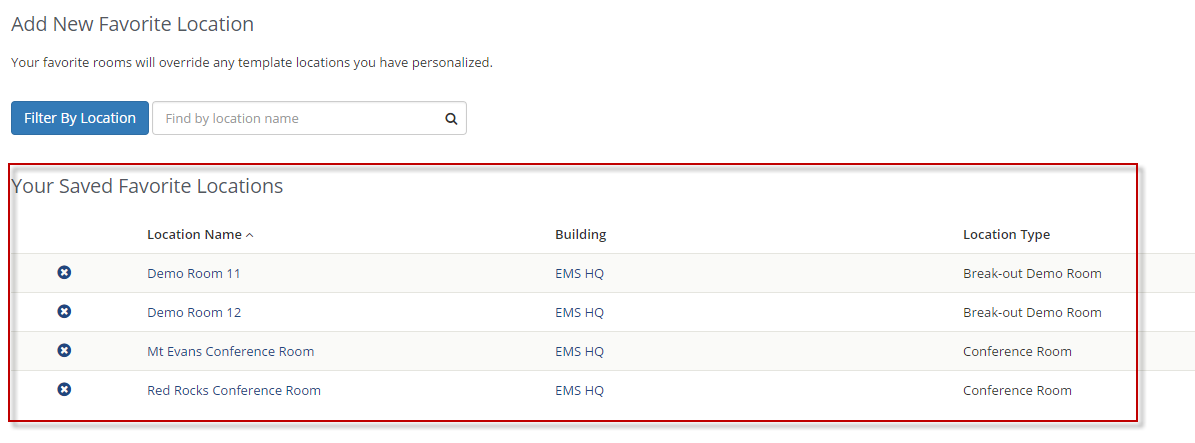 Add New Favorite Location
Your favorite rooms will override any template locations you have personalized.
Filter By Location Find by location name
Your Saved Favorite Locations
Location Name Building Location Type
Demo Room 11 EMS HQ Break-out Demo Room
Demo Room 12 EMS HQ Break-out Demo Room
Mt Evans Conference Room EMS HQ Conference Room
Red Rocks Conference Room EMS HQ Conference Room